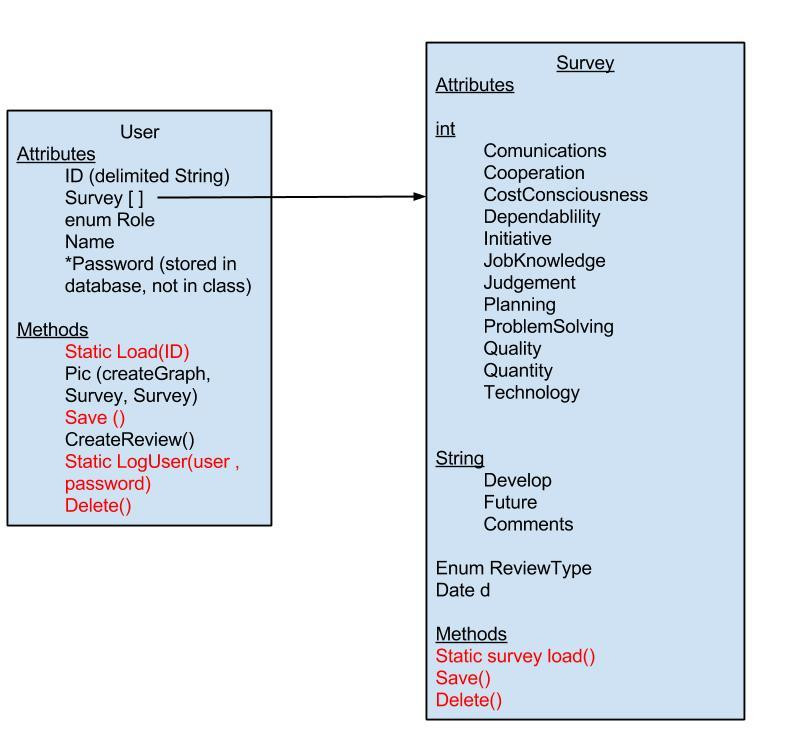 User
Attributes
ID (delimited String)
Survey [ ]
enum Role
Name
*Password (stored in
database, not in class)
Methods
Static Load(ID)
Pic (createGraph,
Survey, Survey)
Save ()
CreateReview()
Static LogUser(user ,
password)
Delete()
Survey
Attributes
int
Comunications
Cooperation
CostConsciousness
Dependablility
Initiative
JobKnowledge
Judgement
Planning
ProblemSolving
Quality
Quantity
Technology
String
Develop
Future
Comments
Enum ReviewType
Date d
Methods
Static survey load()
Save()
Delete()